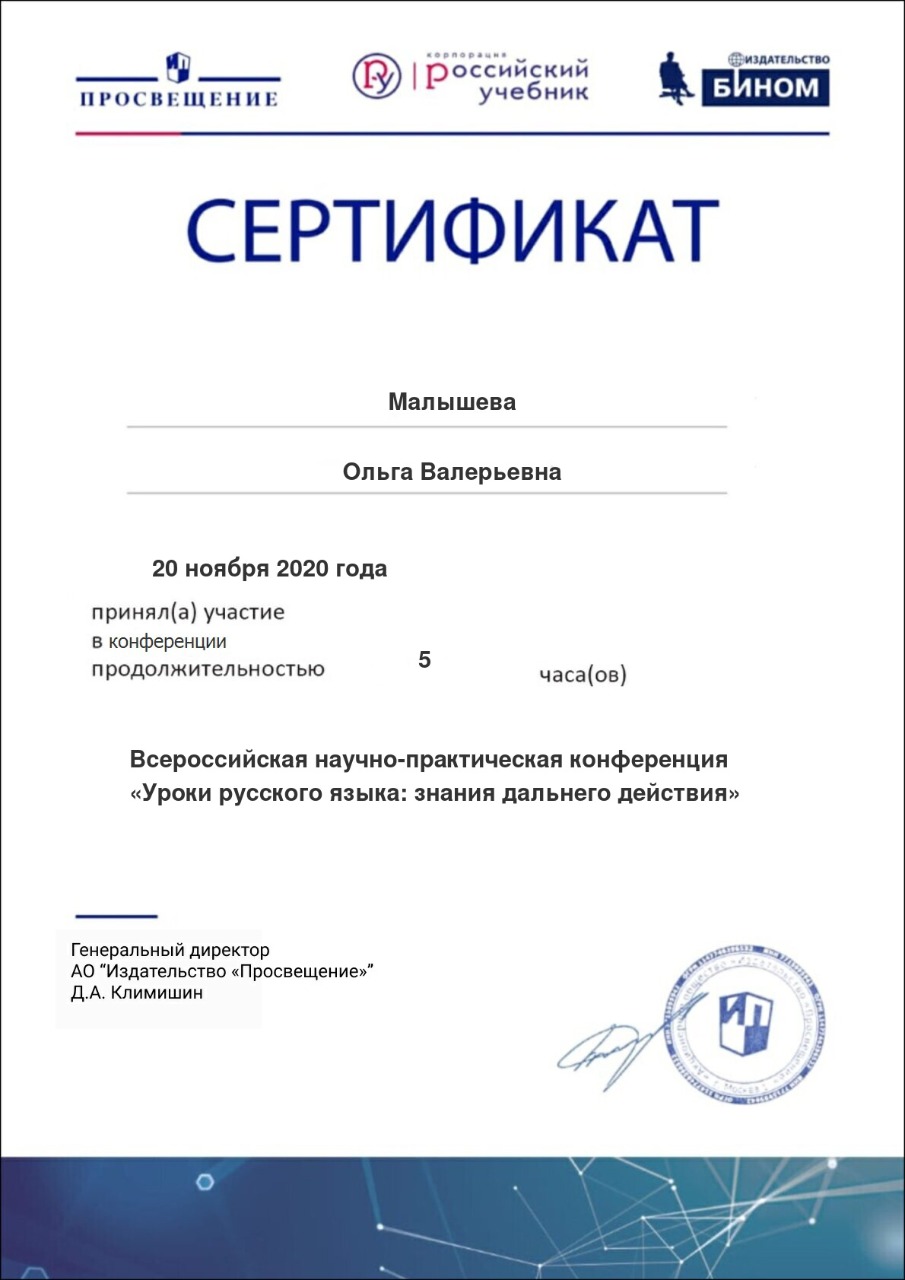 ПРОСВЕЩЕНИЕ
корпорация
российский
учебник
ИЗДАТЕЛЬСТВО
БИНОМ
СЕРТИФИКАТ
Малышева
Ольга Валерьевна
20 ноября 2020 года
принял(а) участие
в конференции
продолжительностью 5 часа(ов)
Всероссийская научно-практическая конференция
«Уроки русского языка: знания дальнего действия»
Генеральный директор
АО “Издательство «Просвещение»”
Д.А. Климишин
ИП